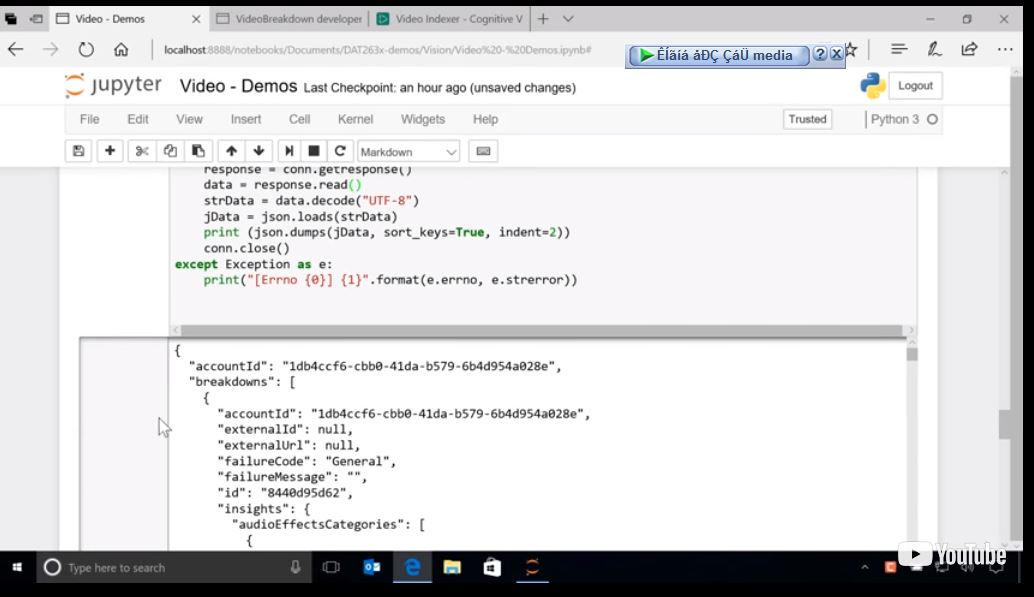 Video - Demos
VideoBreakdown developer
Video Indexer - Cognitive V
localhost:8888/notebooks/Documents/DAT263x-demos/Vision/Video%20-%20Demos.ipynb#
ÊÍãíá åÐÇ ÇáÜ media
?
X
jupyter
Video - Demos Last Checkpoint: an hour ago (unsaved changes)
Logout
File Edit View Insert Cell Kernel Widgets Help
Trusted
Python 3
Markdown
response = conn.getresponse()
data = response.read()
strData = data.decode("UTF-8")
jData = json.loads(strData)
print (json.dumps(jData, sort_keys=True, indent=2))
conn.close()
except Exception as e:
print("[Errno {0}] {1}".format(e.errno, e.strerror))
{
"accountId": "1db4ccf6-cbb0-41da-b579-6b4d954a028e",
"breakdowns": [
{
"accountId": "1db4ccf6-cbb0-41da-b579-6b4d954a028e",
"externalId": null,
"externalUrl": null,
"failureCode": "General",
"failureMessage": "",
"id": "8440d95d62",
"insights": {
"audioEffectsCategories": [
{
YouTube
Type here to search